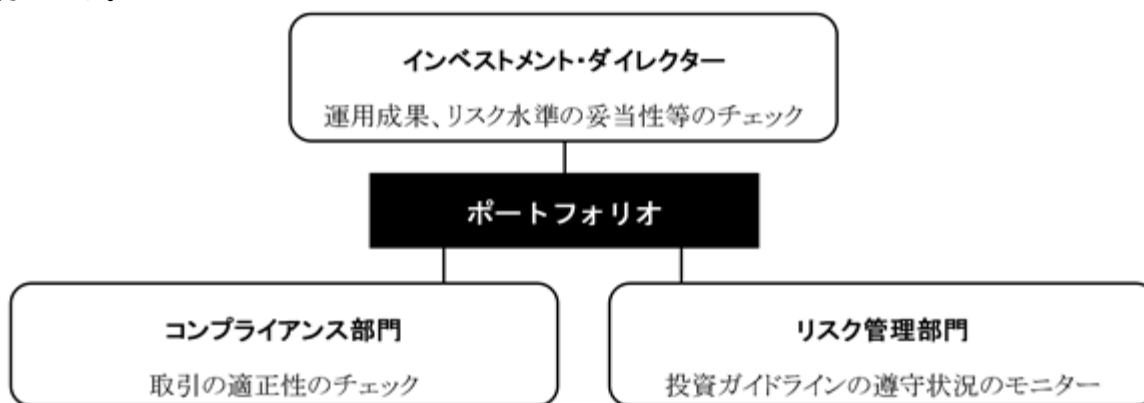 インベストメント・ダイレクター
運用成果、リスク水準の妥当性等のチェック
ポートフォリオ
コンプライアンス部門
取引の適正性のチェック
リスク管理部門
投資ガイドラインの遵守状況のモニター